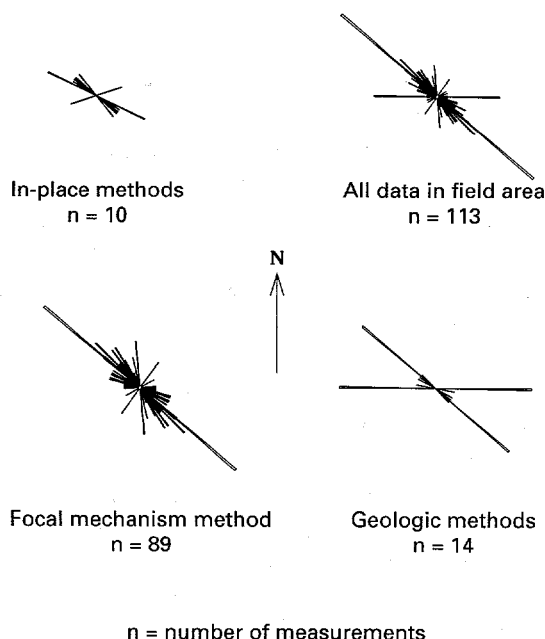 In-place methods
n = 10
All data in field area
n = 113
N
Focal mechanism method
n = 89
Geologic methods
n = 14
n = number of measurements